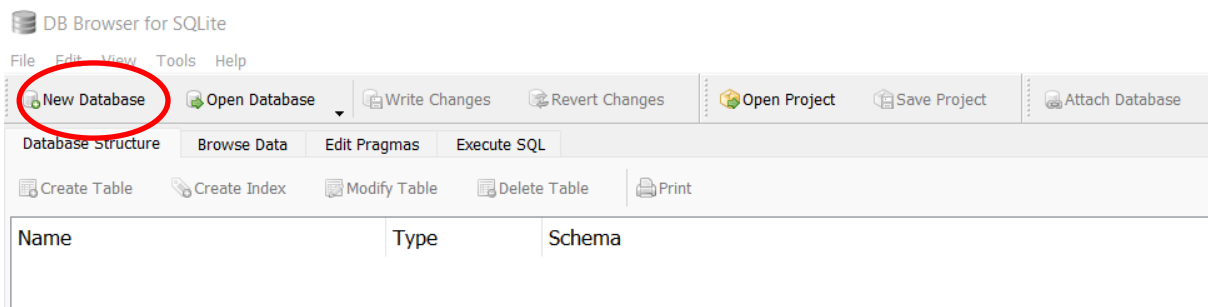 DB Browser for SQLite
File Edit View Tools Help
New Database Open Database Write Changes Revert Changes Open Project Save Project Attach Database
Database Structure Browse Data Edit Pragmas Execute SQL
Create Table Create Index Modify Table Delete Table Print
Name Type Schema